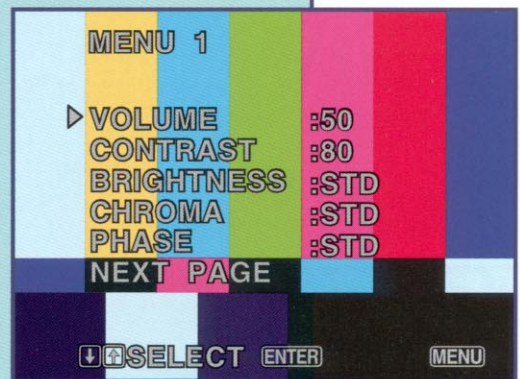 MENU 1
▷VOLUME :50
CONTRAST :80
BRIGHTNESS :STD
CHROMA :STD
PHASE :STD
NEXT PAGE
↓↑SELECT ENTER MENU